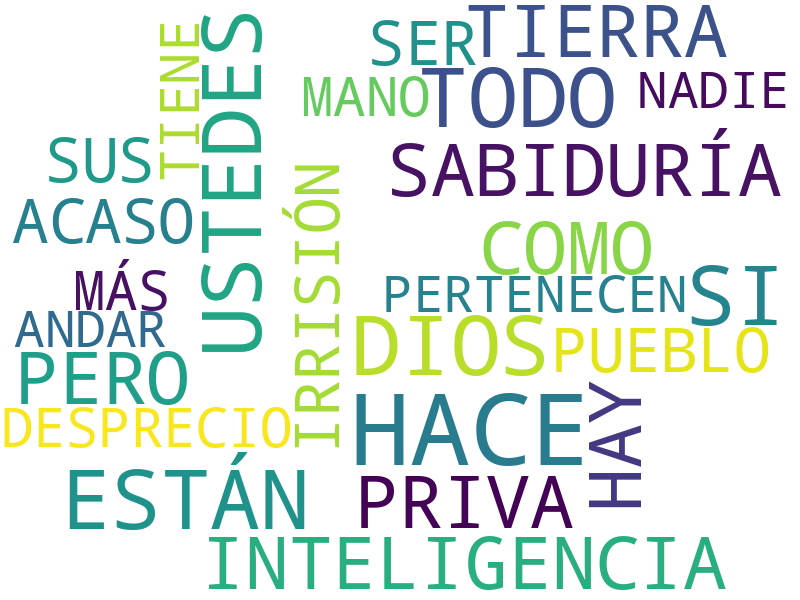 TIERRA
SER
TIENE
USTEDES
TODO
NADIE
MANO
SUS
SABIDURÍA
IRRISIÓN
ACASO
COMO
MÁS
SI
PERTENECEN
ANDAR
DIOS
PUEBLO
PERO
HAY
HACE
DESPRECIO
ESTÁN
PRIVA
INTELIGENCIA